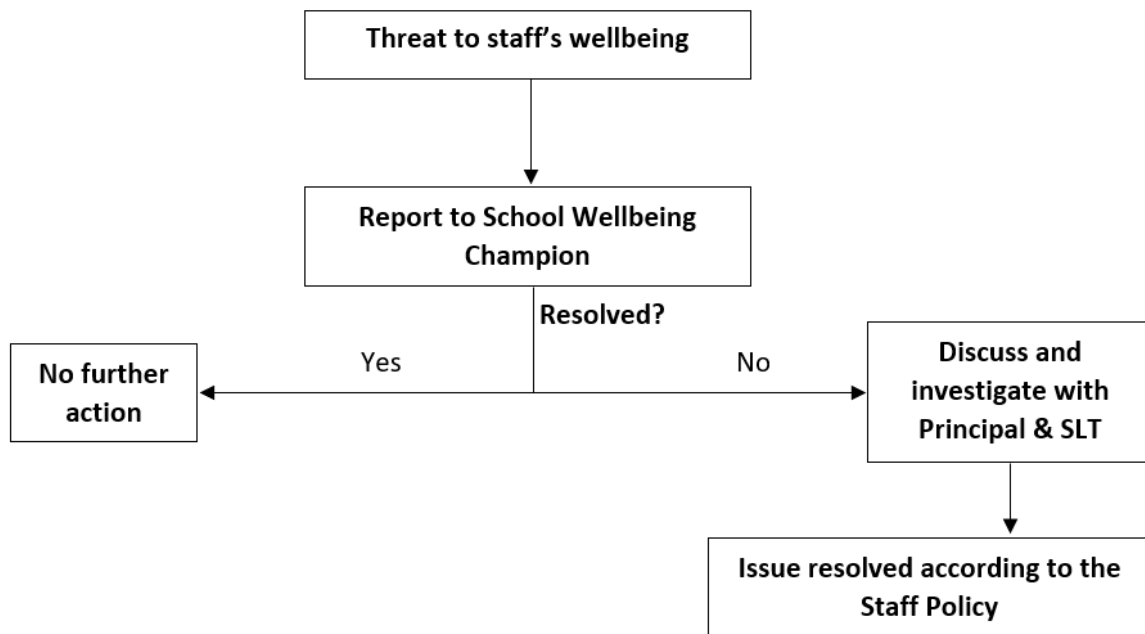 Threat to staff's wellbeing
Report to School Wellbeing
Champion
Resolved?
Yes
No
No further
action
Discuss and
investigate with
Principal & SLT
Issue resolved according to the
Staff Policy